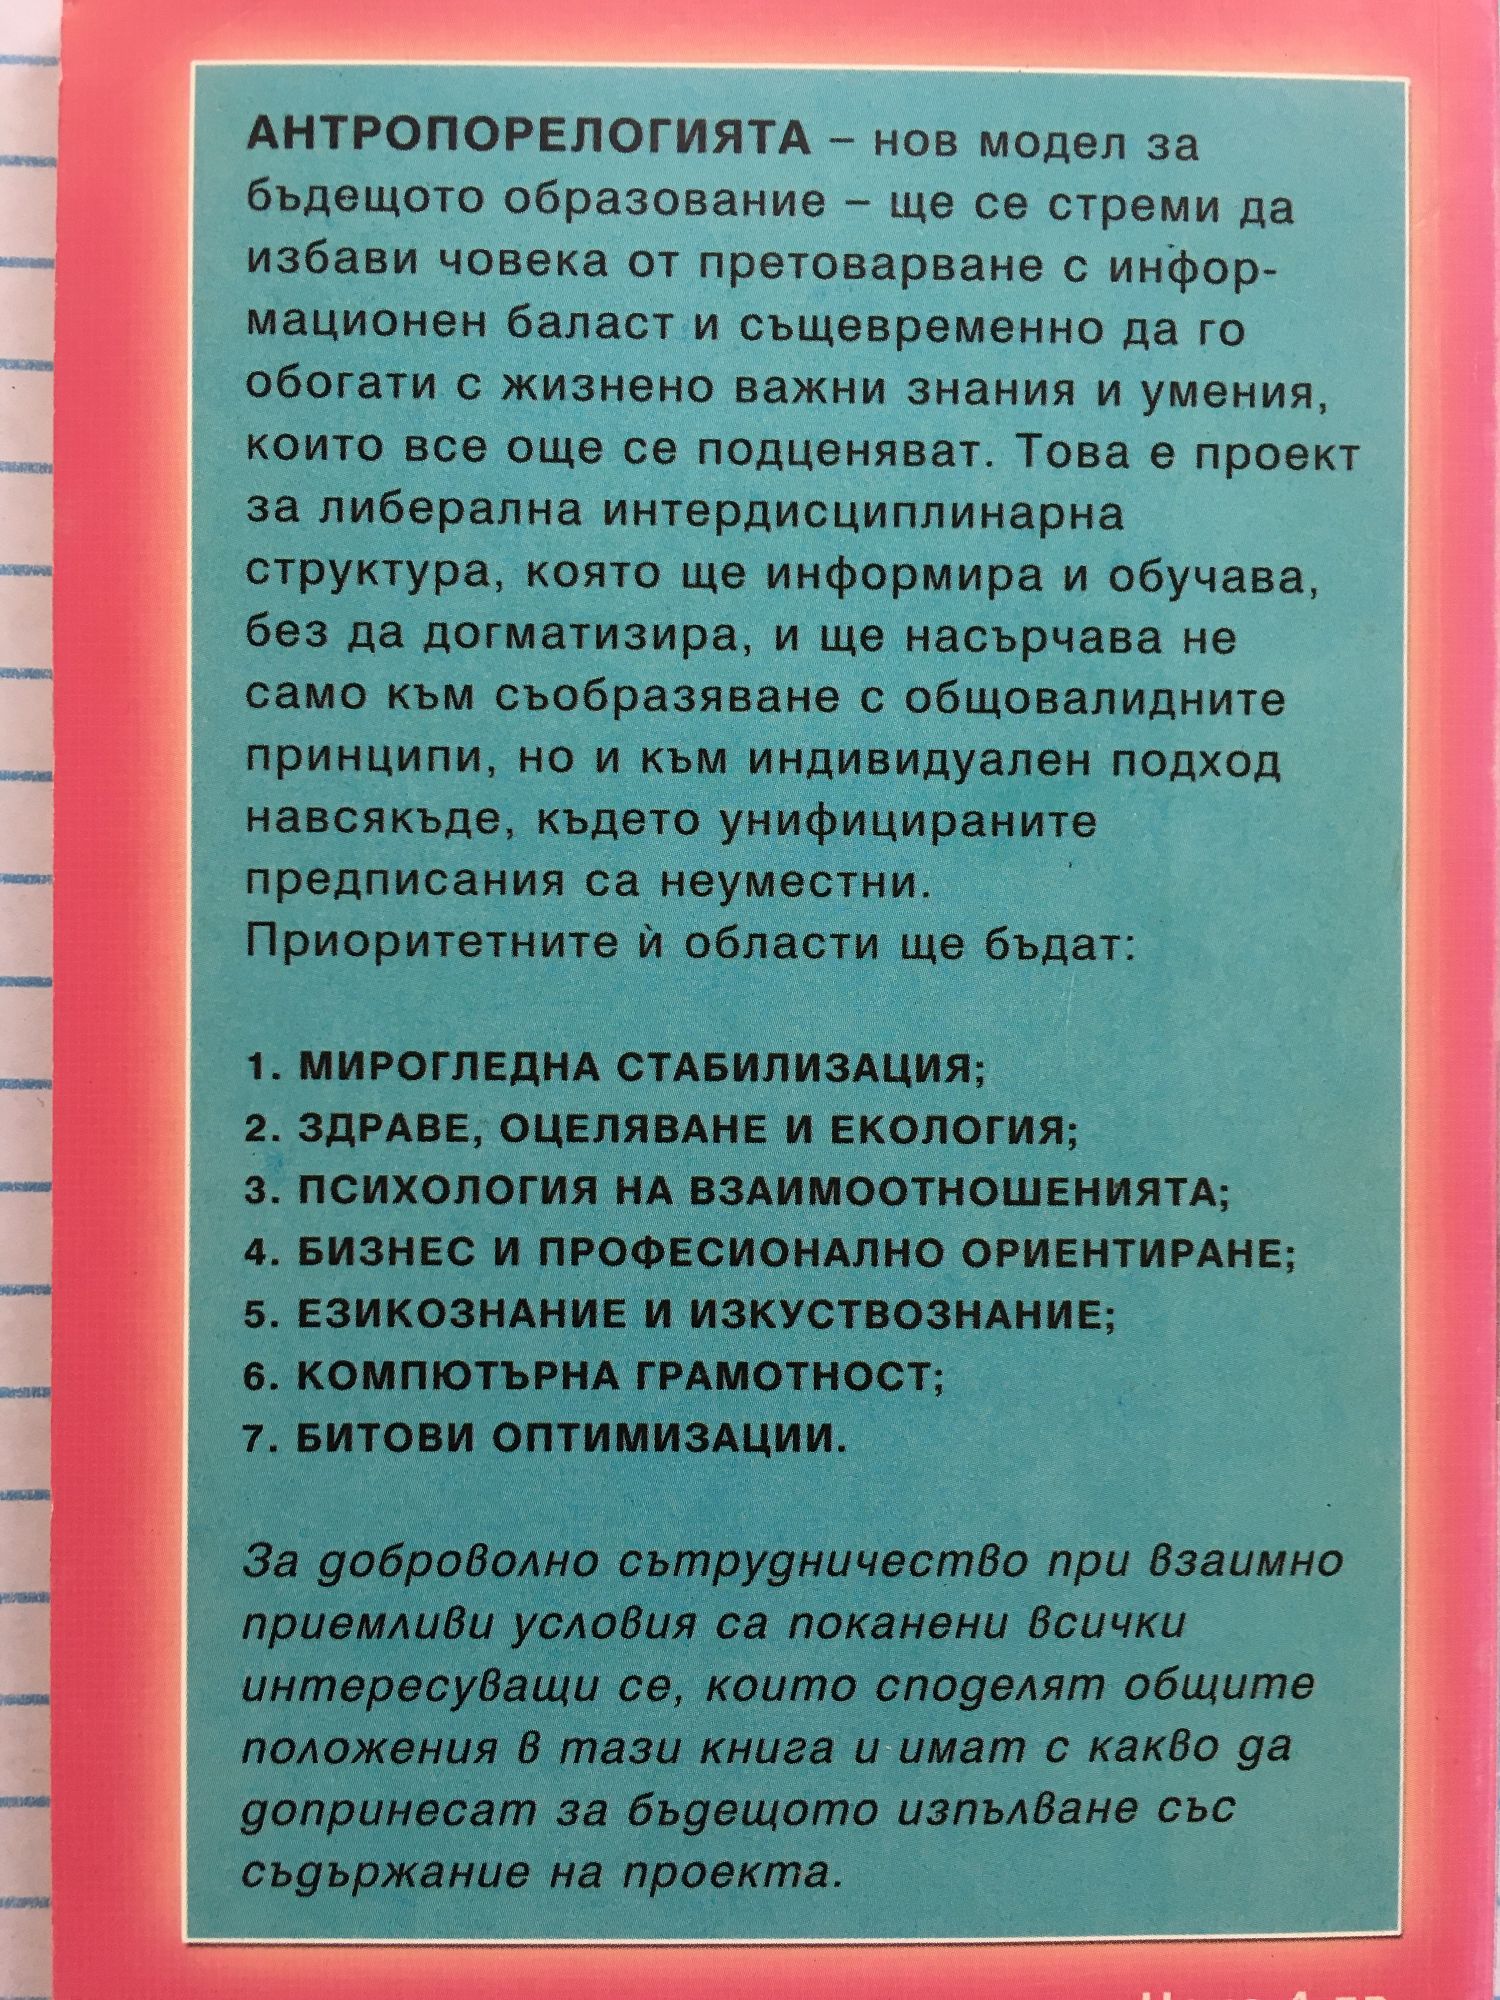 АНТРОПОРЕЛОГИЯТА – нов модел за
бъдещото образование – ще се стреми да
избави човека от претоварване с инфор-
мационен баласт и същевременно да го
обогати с жизнено важни знания и умения,
които все още се подценяват. Това е проект
за либерална интердисциплинарна
структура, която ще информира и обучава,
без да догматизира, и ще насърчава не
само към съобразяване с общовалидните
принципи, но и към индивидуален подход
навсякъде, където унифицираните
предписания са неуместни.
Приоритетните ѝ области ще бъдат:
1. МИРОГЛЕДНА СТАБИЛИЗАЦИЯ;
2. ЗДРАВЕ, ОЦЕЛЯВАНЕ И ЕКОЛОГИЯ;
3. ПСИХОЛОГИЯ НА ВЗАИМООТНОШЕНИЯТА;
4. БИЗНЕС И ПРОФЕСИОНАЛНО ОРИЕНТИРАНЕ;
5. ЕЗИКОЗНАНИЕ И ИЗКУСТВОЗНАНИЕ;
6. КОМПЮТЪРНА ГРАМОТНОСТ;
7. БИТОВИ ОПТИМИЗАЦИИ.
За доброволно сътрудничество при взаимно
приемливи условия са поканени всички
интересуващи се, които споделят общите
положения в тази книга и имат с какво да
допринесат за бъдещото изпълване със
съдържание на проекта.